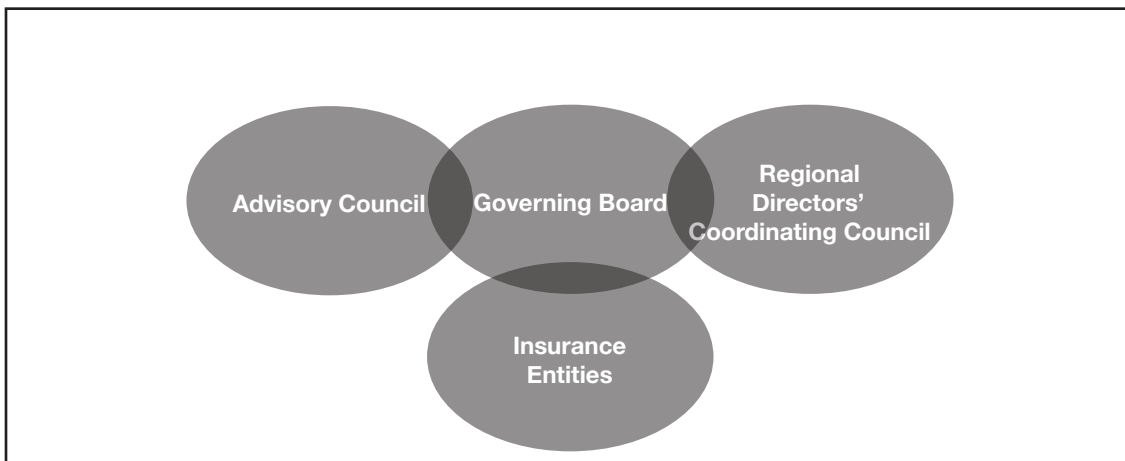 Advisory Council
Governing Board
Regional
Directors’
Coordinating Council
Insurance
Entities